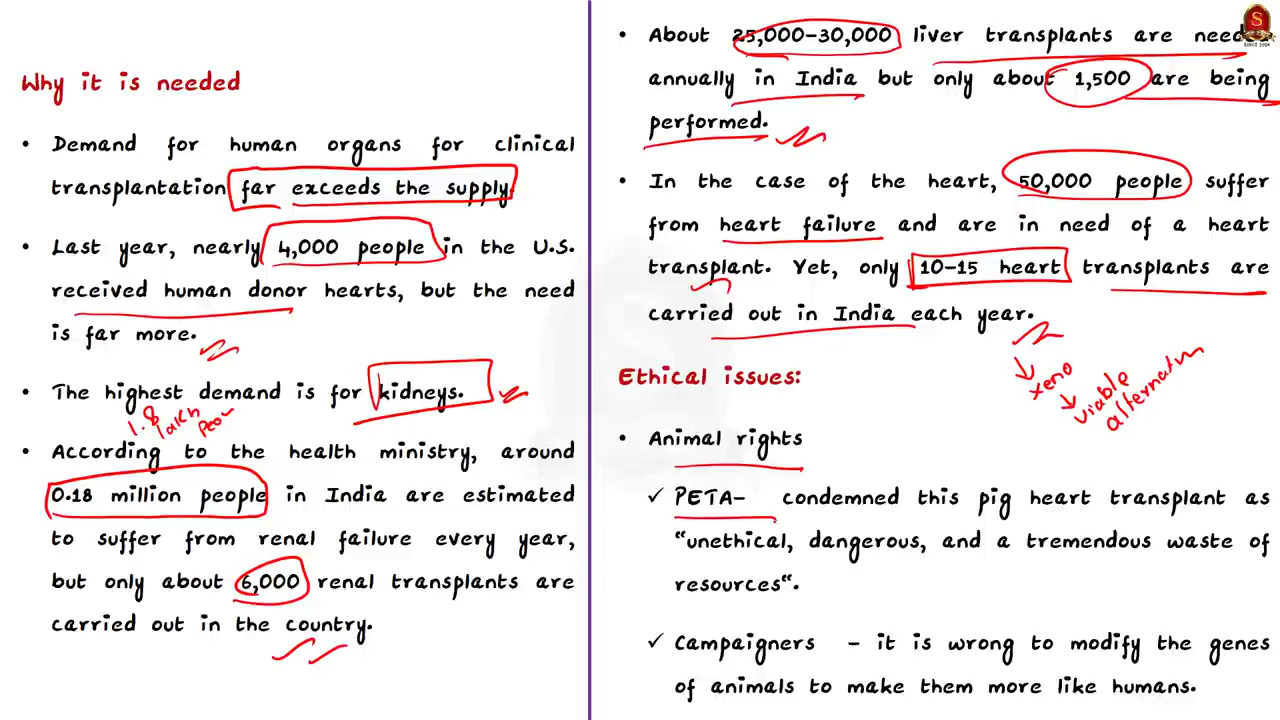 Why it is needed
• Demand for human organs for clinical
transplantation far exceeds the supply.
• Last year, nearly 4,000 people in the U.S.
received human donor hearts, but the need
is far more.
• The highest demand is for kidneys.
1.8 lakh
• According to the health ministry, around
0.18 million people in India are estimated
to suffer from renal failure every year,
but only about 6,000 renal transplants are
carried out in the country.
• About 25,000-30,000 liver transplants are needed
annually in India but only about 1,500 are being
performed.
• In the case of the heart, 50,000 people suffer
from heart failure and are in need of a heart
transplant. Yet, only 10-15 heart transplants are
carried out in India each year.
xeno
viable
Ethical issues:
• Animal rights
✓ PETA- condemned this pig heart transplant as
"unethical, dangerous, and a tremendous waste of
resources".
✓ Campaigners - it is wrong to modify the genes
of animals to make them more like humans.
S
SINCE 2004